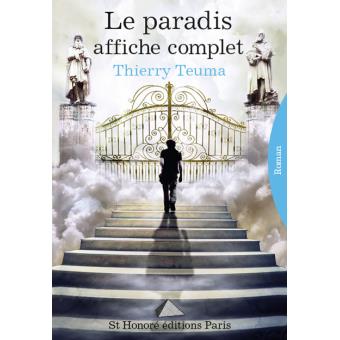 Le paradis
affiche complet
Thierry Teuma
Roman
St Honoré éditions Paris